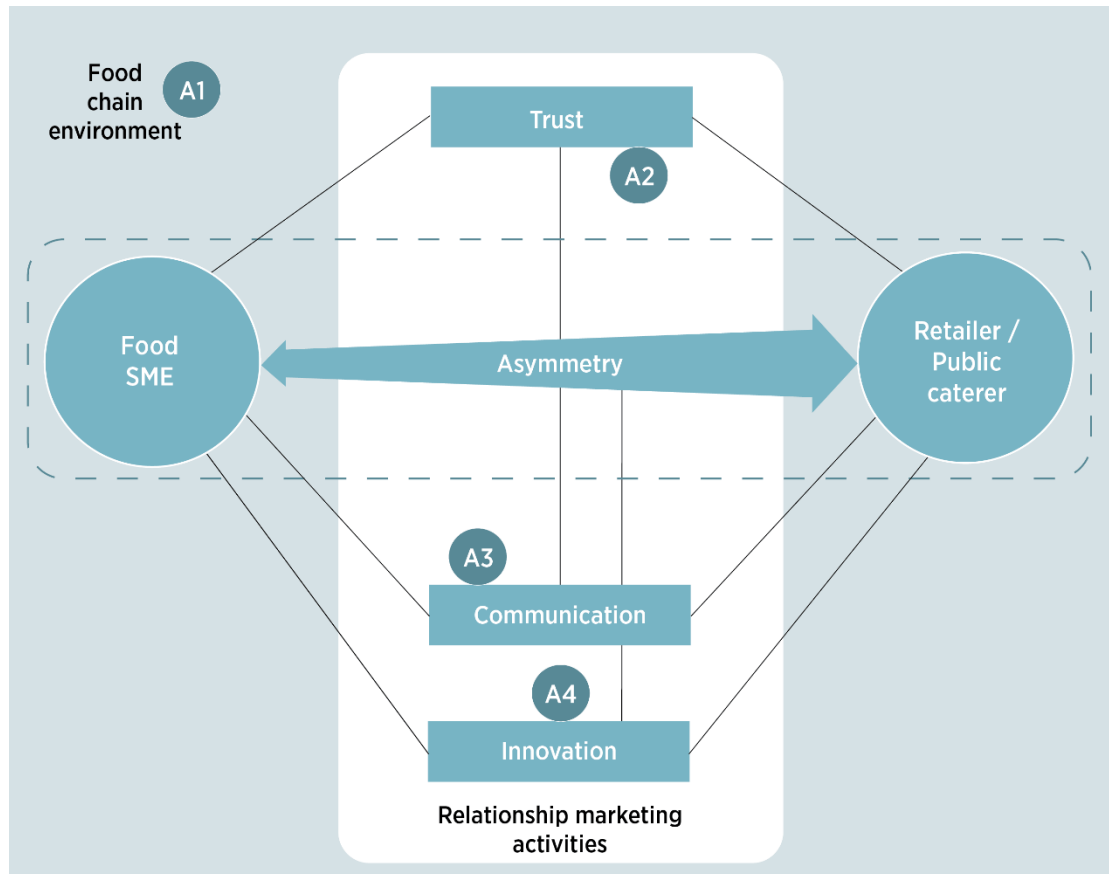 Food
chain
environment
A1
Trust
A2
Food
SME
Asymmetry
Retailer /
Public
caterer
A3
Communication
A4
Innovation
Relationship marketing
activities